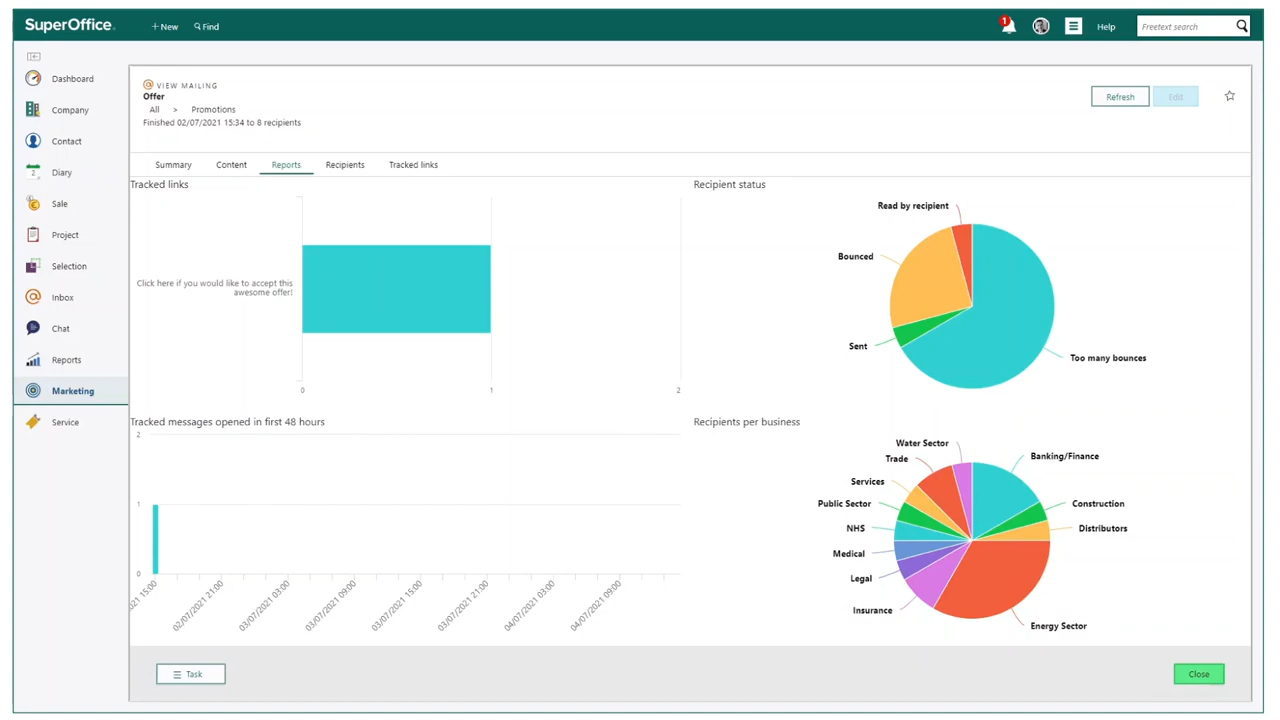 SuperOffice
+ New
Find
1
Help
Freetext search
Dashboard
Company
Contact
2
Diary
Sale
Project
Selection
Inbox
Chat
Reports
Marketing
Service
VIEW MAILING
Offer
All > Promotions
Finished 02/07/2021 15:34 to 8 recipients
Refresh
Edit
Summary
Content
Reports
Recipients
Tracked links
Tracked links
Click here if you would like to accept this
awesome offer!
0
1
2
Recipient status
Read by recipient
Bounced
Sent
Too many bounces
Tracked messages opened in first 48 hours
2
1
0
021 15:00
02/07/2021 21:00
03/07/2021 03:00
03/07/2021 09:00
03/07/2021 15:00
03/07/2021 21:00
04/07/2021 03:00
04/07/2021 09:00
Recipients per business
Water Sector
Trade
Services
Public Sector
NHS
Medical
Legal
Insurance
Banking/Finance
Construction
Distributors
Energy Sector
Task
Close